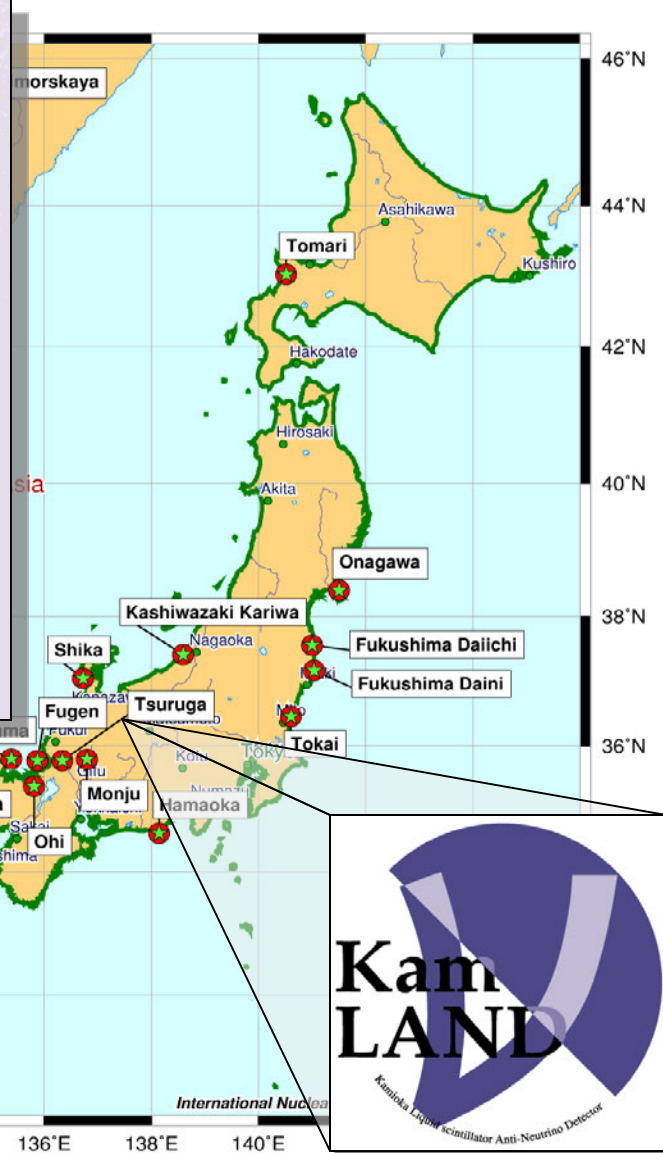 morskaya
46°N
44°N
Asahikawa
Tomari
Kushiro
42°N
Hakodate
Hirosaki
sia
40°N
Akita
Onagawa
38°N
Kashiwazaki Kariwa
Nagaoka
Fukushima Daiichi
Shika
Fukushima Daini
Fugen
Tsuruga
Mito
Tokai
36°N
Fukui
Gifu
Monju
Hamaoka
Numazu
Ohi
Sakai
shima
Kam
LAND
Kamioka Liquid scintillator Anti-Neutrino Detector
International Nuclea
136°E 138°E 140°E